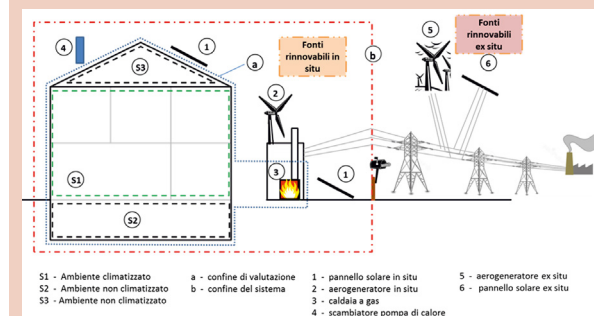 4
1
S3
a
Fonti
rinnovabili in
situ
b
5
Fonti
rinnovabili
ex situ
6
2
S1
3
1
S2
S1 - Ambiente climatizzato
S2 - Ambiente non climatizzato
S3 - Ambiente non climatizzato
a - confine di valutazione
b - confine del sistema
1 - pannello solare in situ
2 - aerogeneratore in situ
3 - caldaia a gas
4 - scambiatore pompa di calore
5 - aerogeneratore ex situ
6 - pannello solare ex situ